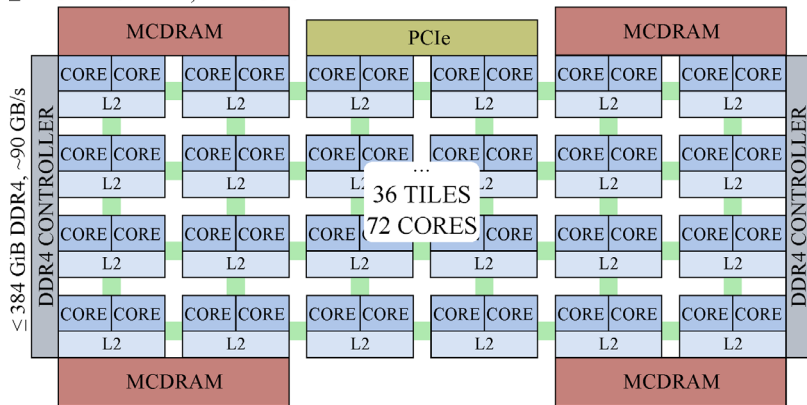 MCDRAM
PCIe
MCDRAM
≤ 384 GiB DDR4, ~90 GB/s
DDR4 CONTROLLER
CORE CORE CORE CORE CORE CORE CORE CORE CORE CORE CORE CORE
L2 L2 L2 L2 L2 L2
CORE CORE CORE CORE CORE CORE CORE CORE CORE CORE CORE CORE
L2 L2 L2 L2 L2 L2
...
36 TILES
72 CORES
CORE CORE CORE CORE CORE CORE CORE CORE CORE CORE
L2 L2 L2 L2 L2 L2
CORE CORE CORE CORE CORE CORE CORE CORE CORE CORE CORE CORE
L2 L2 L2 L2 L2 L2
DDR4 CONTROLLER
MCDRAM
MCDRAM